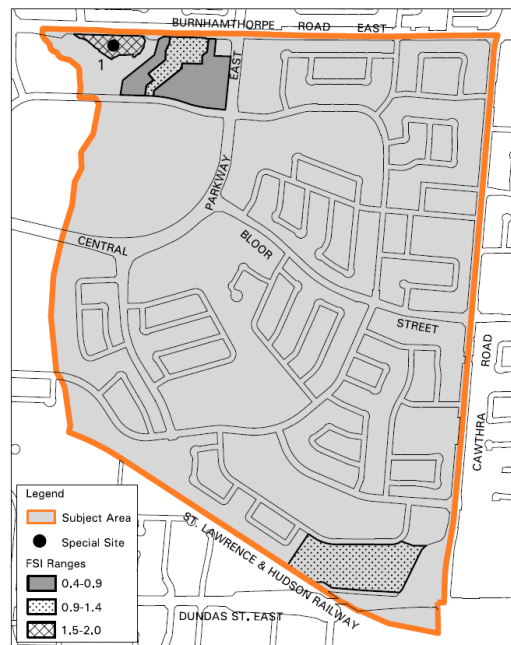 BURNHAMTHORPE ROAD EAST
1
EAST
PARKWAY
CENTRAL
BLOOR
STREET
CAWTHRA ROAD
ST. LAWRENCE & HUDSON RAILWAY
DUNDAS ST. EAST
Legend
Subject Area
Special Site
FSI Ranges
0.4-0.9
0.9-1.4
1.5-2.0